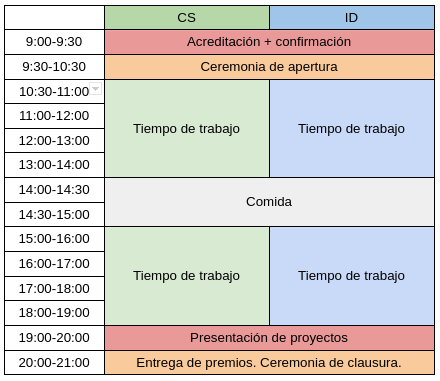 CS ID
9:00-9:30 Acreditación + confirmación
9:30-10:30 Ceremonia de apertura
10:30-11:00
11:00-12:00
Tiempo de trabajo Tiempo de trabajo
12:00-13:00
13:00-14:00
14:00-14:30
Comida
14:30-15:00
15:00-16:00
16:00-17:00
Tiempo de trabajo Tiempo de trabajo
17:00-18:00
18:00-19:00
19:00-20:00 Presentación de proyectos
20:00-21:00 Entrega de premios. Ceremonia de clausura.